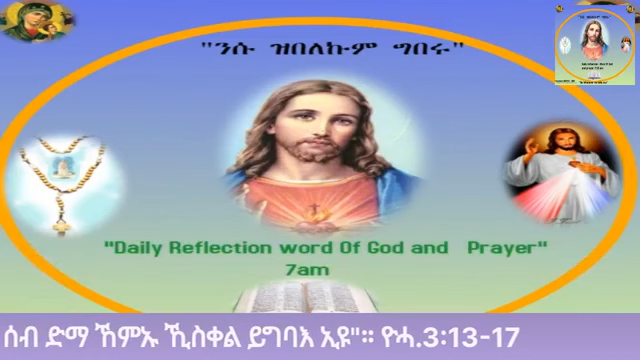 "ንሱ ዝበለኩም ግበሩ"
"Daily Reflection word Of God and Prayer"
7am
ሰብ ድማ ኸምኡ ኺስቀል ይግባእ ኢዩ"። ዮሓ.3:13-17